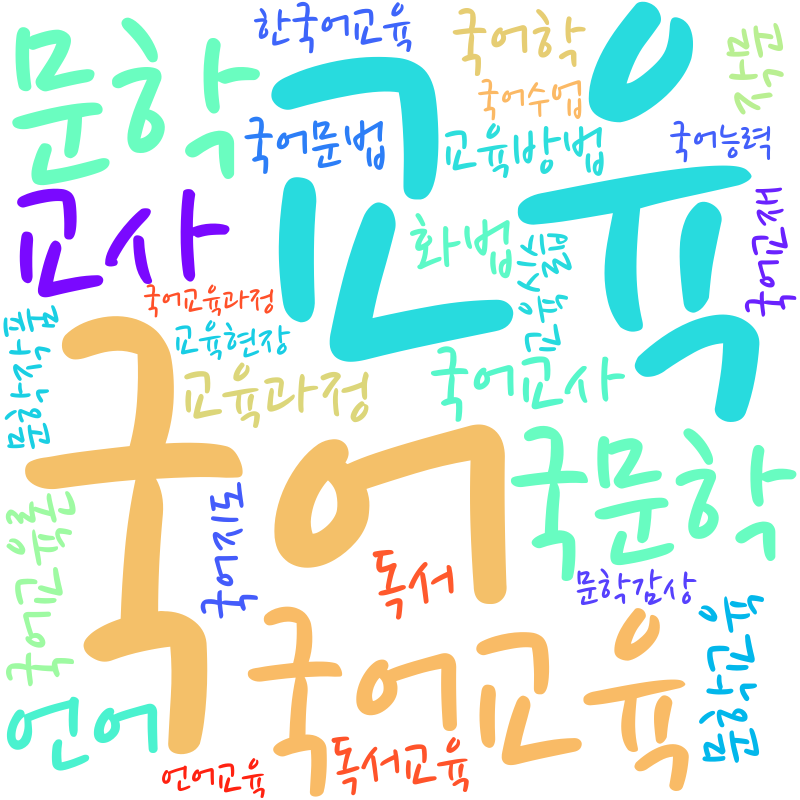 한국어교육
국어학
문학
교육
작문
국어수업
국어문법
교육방법
국어능력
교사
화법
교육시설
국어교재
국어교육과정
교육현장
문학작품
교육과정
국어교사
국어
국문학
국어교육론
국어지도
독서
문학감상
문학교육
국어교육
언어
언어교육
독서교육